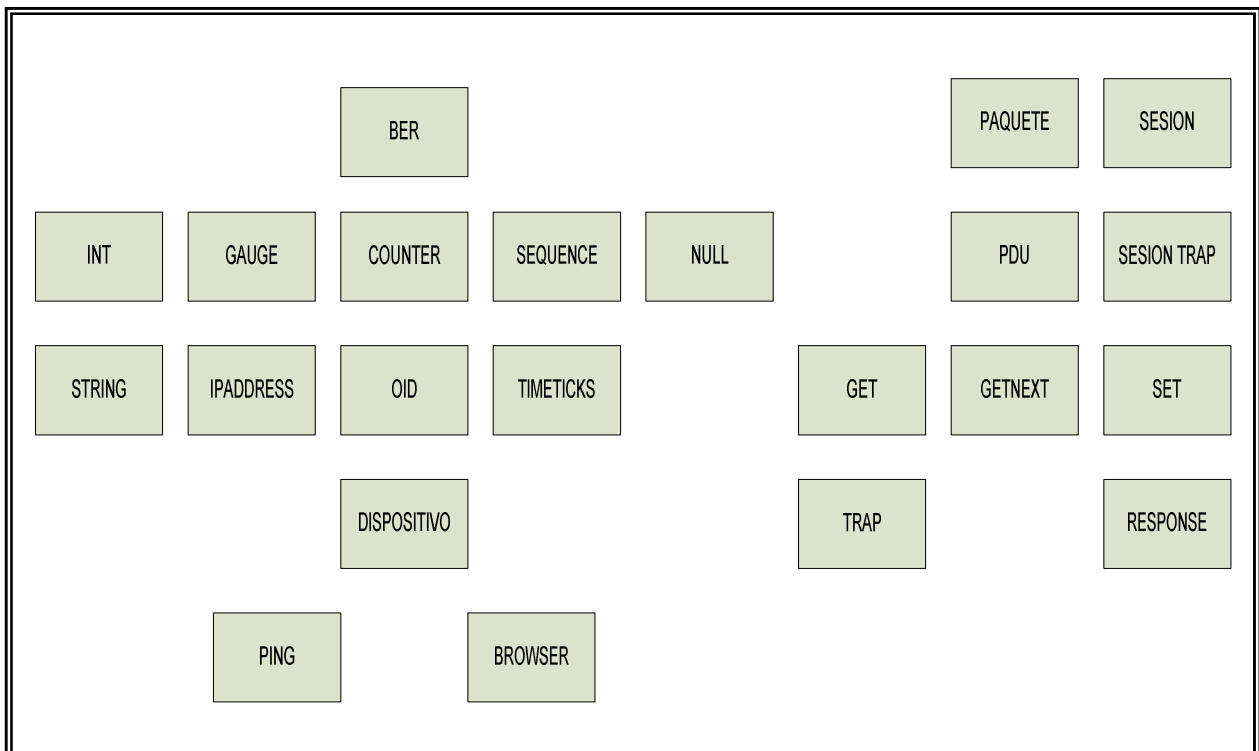 BER
PAQUETE
SESION
INT
GAUGE
COUNTER
SEQUENCE
NULL
PDU
SESION TRAP
STRING
IPADDRESS
OID
TIMETICKS
GET
GETNEXT
SET
DISPOSITIVO
TRAP
RESPONSE
PING
BROWSER